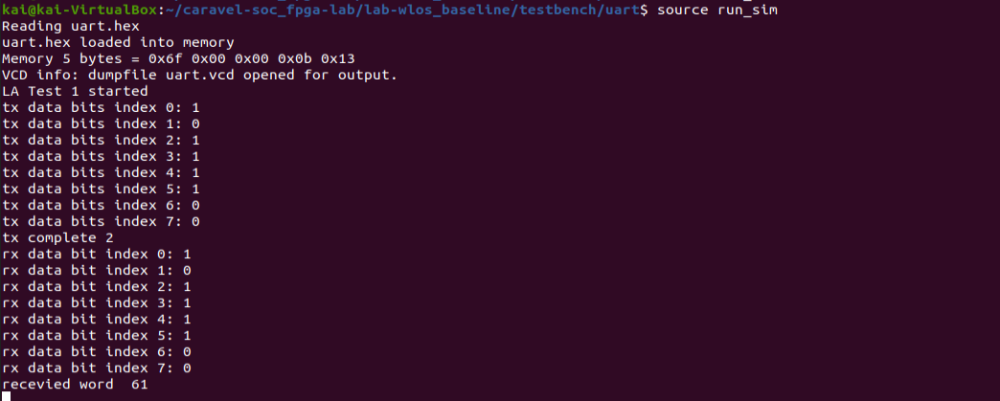 kai@kai-VirtualBox:~/caravel-soc_fpga-lab/lab-wlos_baseline/testbench/uart$ source run_sim
Reading uart.hex
uart.hex loaded into memory
Memory 5 bytes = 0x6f 0x00 0x00 0x0b 0x13
VCD info: dumpfile uart.vcd opened for output.
LA Test 1 started
tx data bits index 0: 1
tx data bits index 1: 0
tx data bits index 2: 1
tx data bits index 3: 1
tx data bits index 4: 1
tx data bits index 5: 1
tx data bits index 6: 0
tx data bits index 7: 0
tx complete 2
rx data bit index 0: 1
rx data bit index 1: 0
rx data bit index 2: 1
rx data bit index 3: 1
rx data bit index 4: 1
rx data bit index 5: 1
rx data bit index 6: 0
rx data bit index 7: 0
recevied word  61